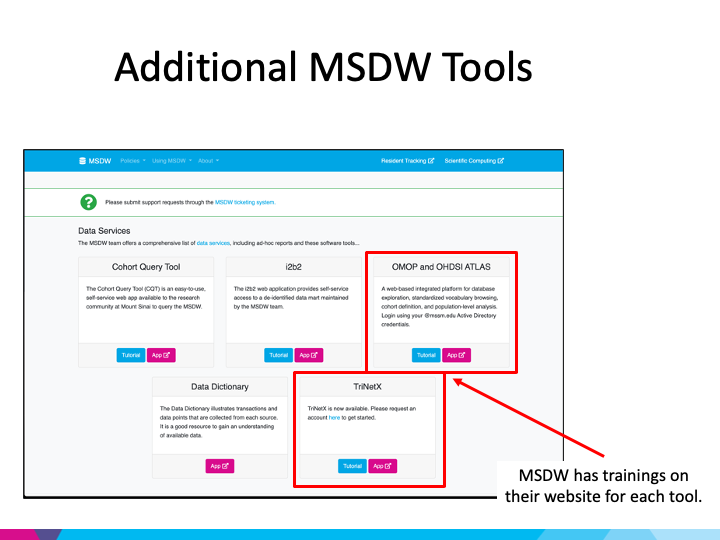 Additional MSDW Tools
MSDW Policies Using MSDW About Resident Tracking Scientific Computing
Please submit support requests through the MSDW ticketing system.
Data Services
The MSDW team offers a comprehensive list of data services, including ad-hoc reports and these software tools...
Cohort Query Tool
The Cohort Query Tool (CQT) is an easy-to-use,
self-service web app available to the research
community at Mount Sinai to query the MSDW.
Tutorial App
i2b2
The i2b2 web application provides self-service
access to a de-identified data mart maintained
by the MSDW team.
Tutorial App
OMOP and OHDSI ATLAS
A web-based integrated platform for database
exploration, standardized vocabulary browsing,
cohort definition, and population-level analysis.
Login using your @mssm.edu Active Directory
credentials.
Tutorial App
Data Dictionary
The Data Dictionary illustrates transactions and
data points that are collected from each source.
It is a good resource to gain an understanding
of available data.
App
TriNetX
TriNetX is now available. Please request an
account here to get started.
Tutorial App
MSDW has trainings on
their website for each tool.